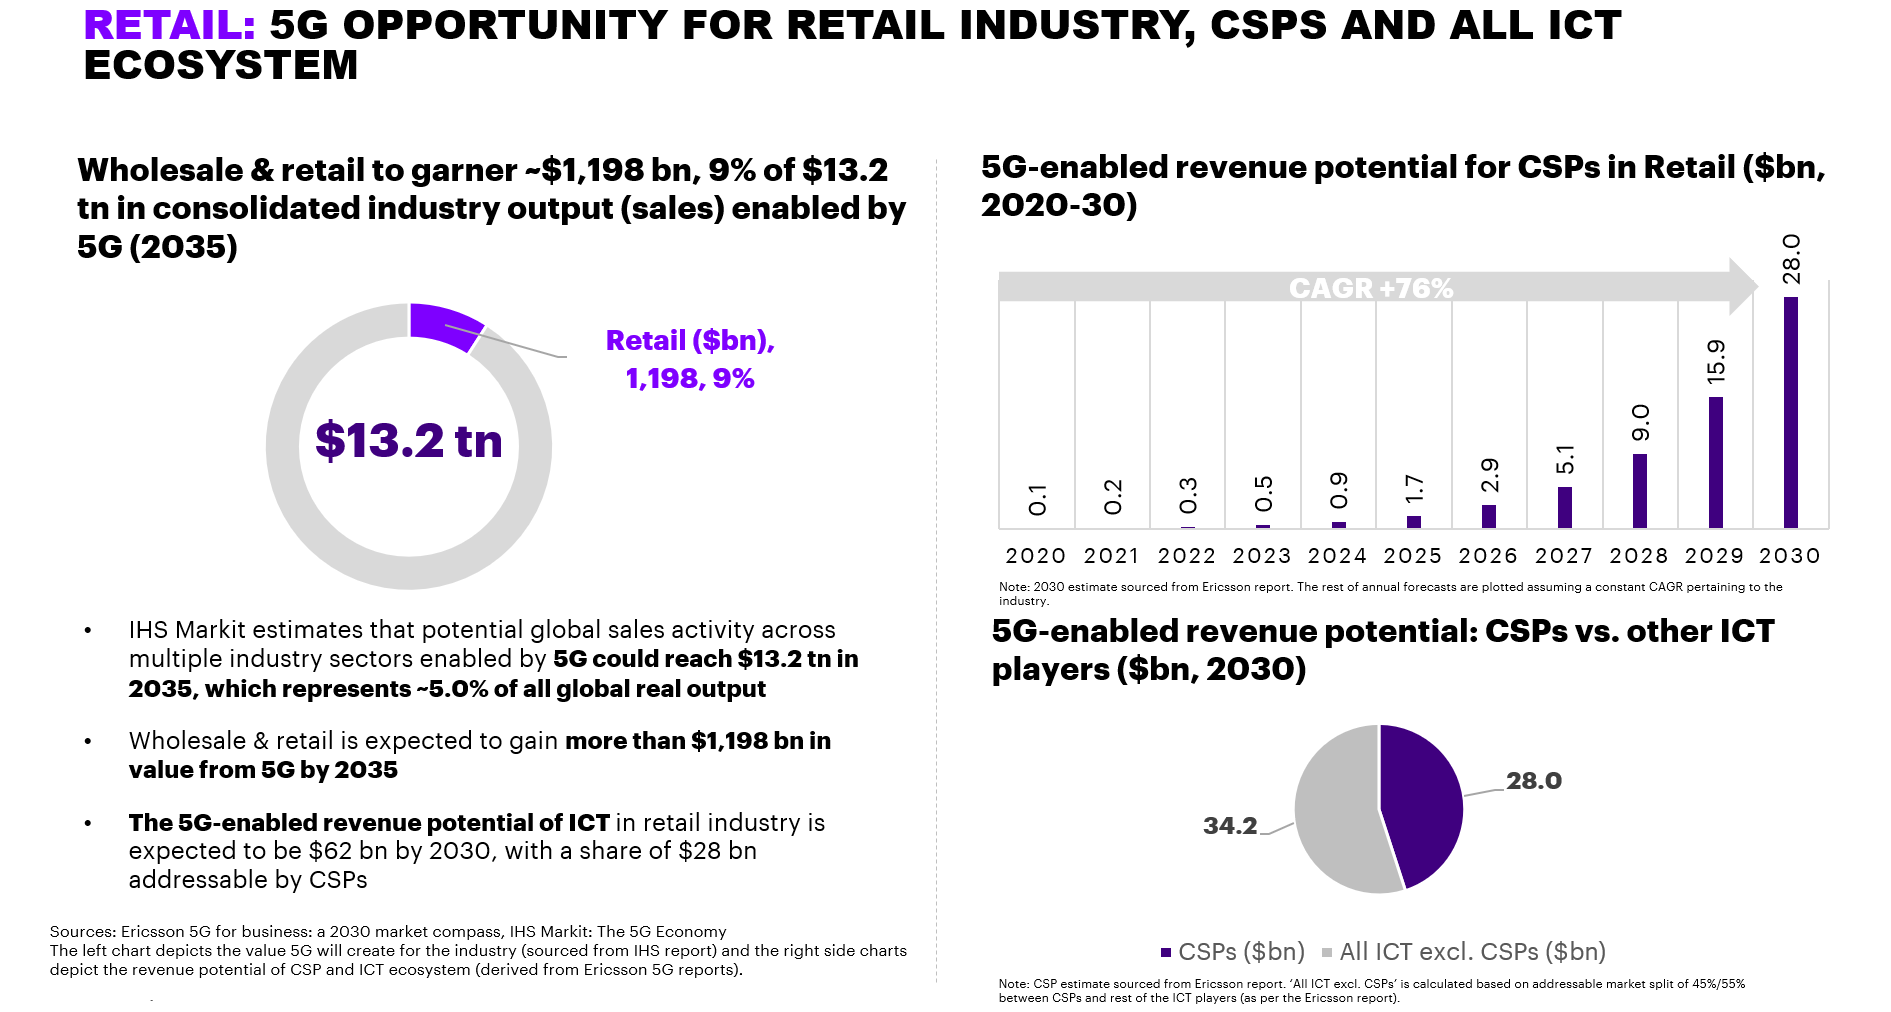 RETAIL: 5G OPPORTUNITY FOR RETAIL INDUSTRY, CSPS AND ALL ICT
ECOSYSTEM
Wholesale & retail to garner ~$1,198 bn, 9% of $13.2
tn in consolidated industry output (sales) enabled by
5G (2035)
Retail ($bn),
1,198, 9%
$13.2 tn
• IHS Markit estimates that potential global sales activity across
multiple industry sectors enabled by 5G could reach $13.2 tn in
2035, which represents ~5.0% of all global real output
• Wholesale & retail is expected to gain more than $1,198 bn in
value from 5G by 2035
• The 5G-enabled revenue potential of ICT in retail industry is
expected to be $62 bn by 2030, with a share of $28 bn
addressable by CSPs
Sources: Ericsson 5G for business: a 2030 market compass, IHS Markit: The 5G Economy
The left chart depicts the value 5G will create for the industry (sourced from IHS report) and the right side charts
depict the revenue potential of CSP and ICT ecosystem (derived from Ericsson 5G reports).
5G-enabled revenue potential for CSPs in Retail ($bn,
2020-30)
CAGR +76%
0.1 0.2 0.3 0.5 0.9 1.7 2.9 5.1 9.0 15.9 28.0
2020 2021 2022 2023 2024 2025 2026 2027 2028 2029 2030
Note: 2030 estimate sourced from Ericsson report. The rest of annual forecasts are plotted assuming a constant CAGR pertaining to the
industry.
5G-enabled revenue potential: CSPs vs. other ICT
players ($bn, 2030)
28.0
34.2
CSPs ($bn) All ICT excl. CSPs ($bn)
Note: CSP estimate sourced from Ericsson report. ‘All ICT excl. CSPs’ is calculated based on addressable market split of 45%/55%
between CSPs and rest of the ICT players (as per the Ericsson report).